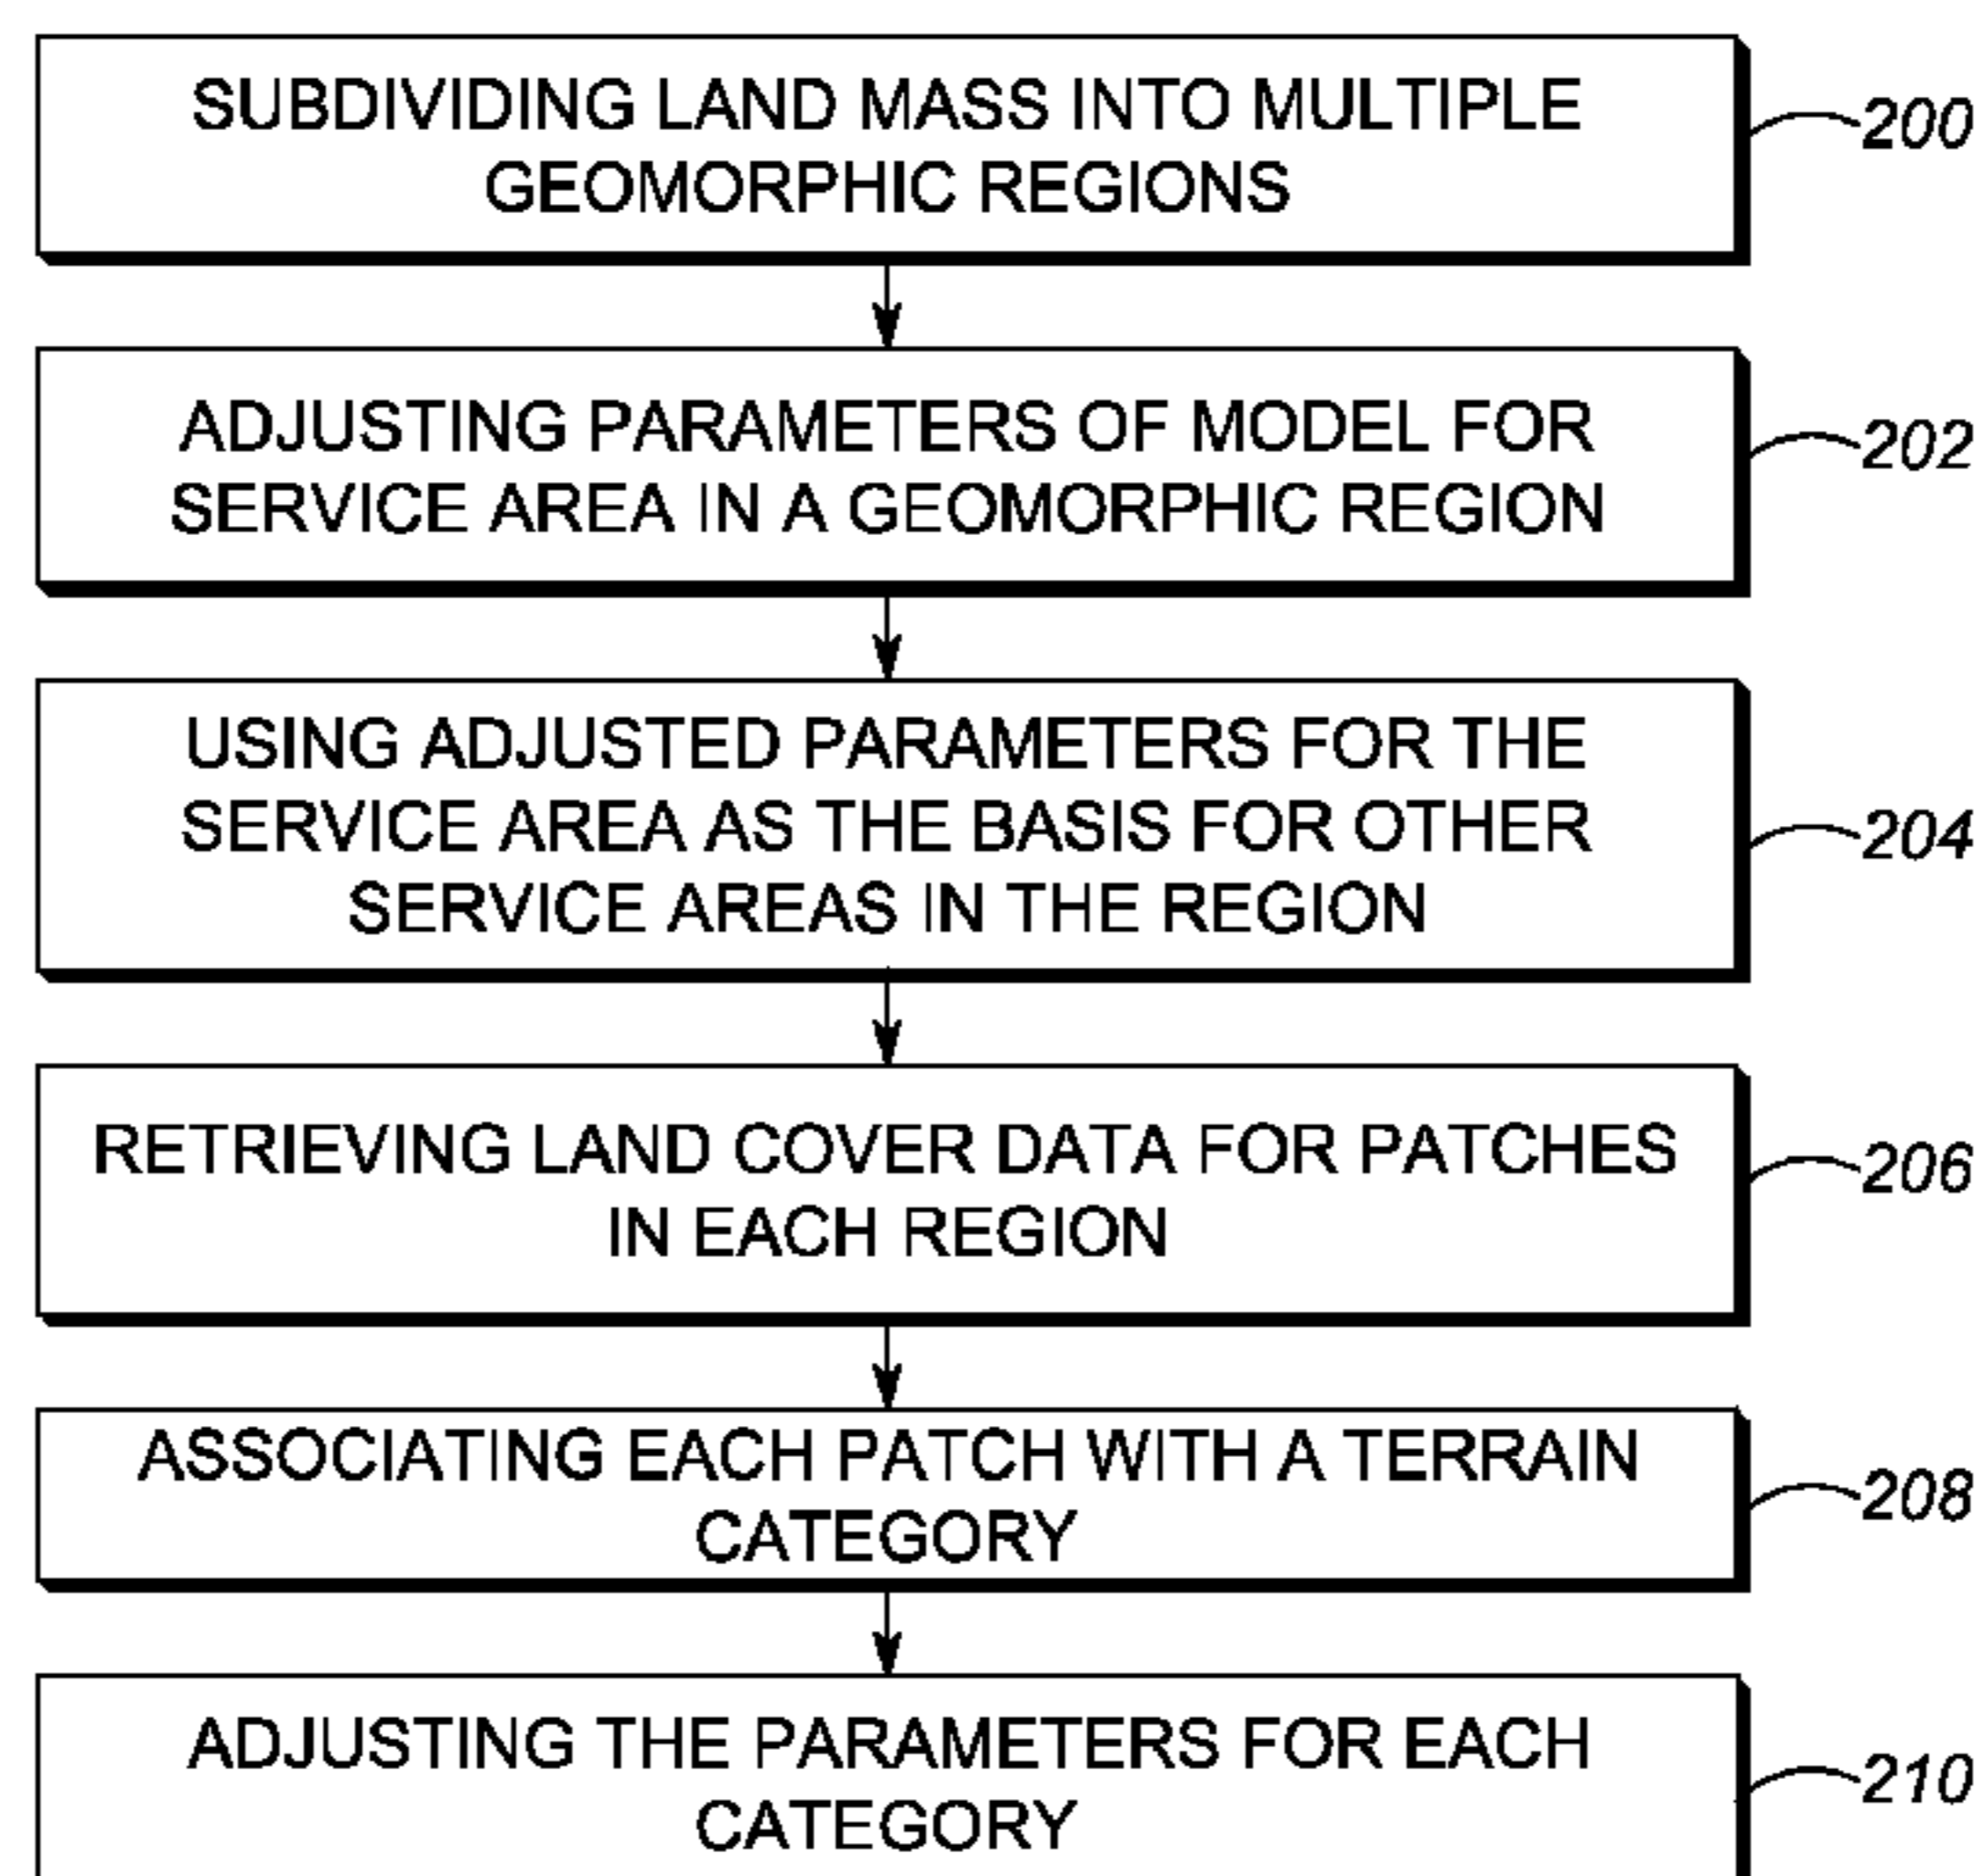 SUBDIVIDING LAND MASS INTO MULTIPLE
GEOMORPHIC REGIONS
200
ADJUSTING PARAMETERS OF MODEL FOR
SERVICE AREA IN A GEOMORPHIC REGION
202
USING ADJUSTED PARAMETERS FOR THE
SERVICE AREA AS THE BASIS FOR OTHER
SERVICE AREAS IN THE REGION
204
RETRIEVING LAND COVER DATA FOR PATCHES
IN EACH REGION
206
ASSOCIATING EACH PATCH WITH A TERRAIN
CATEGORY
208
ADJUSTING THE PARAMETERS FOR EACH
CATEGORY
210